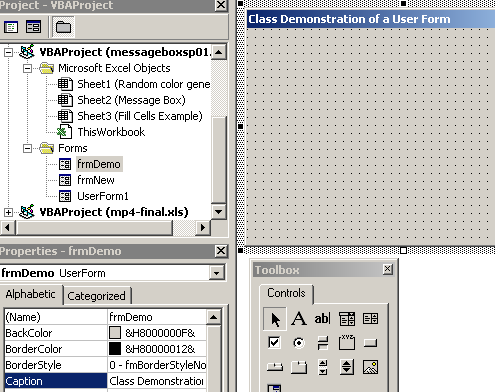 Project - VBAProject
VBAProject (messageboxsp01.
Microsoft Excel Objects
Sheet1 (Random color gene
Sheet2 (Message Box)
Sheet3 (Fill Cells Example)
ThisWorkbook
Forms
frmDemo
frmNew
UserForm1
VBAProject (mp4-final.xls)
Properties - frmDemo
frmDemo UserForm
Alphabetic Categorized
(Name) frmDemo
BackColor &H8000000F&
BorderColor &H80000012&
BorderStyle 0 - fmBorderStyleNo
Caption Class Demonstration
Class Demonstration of a User Form
Toolbox
Controls
A ab|
xyz